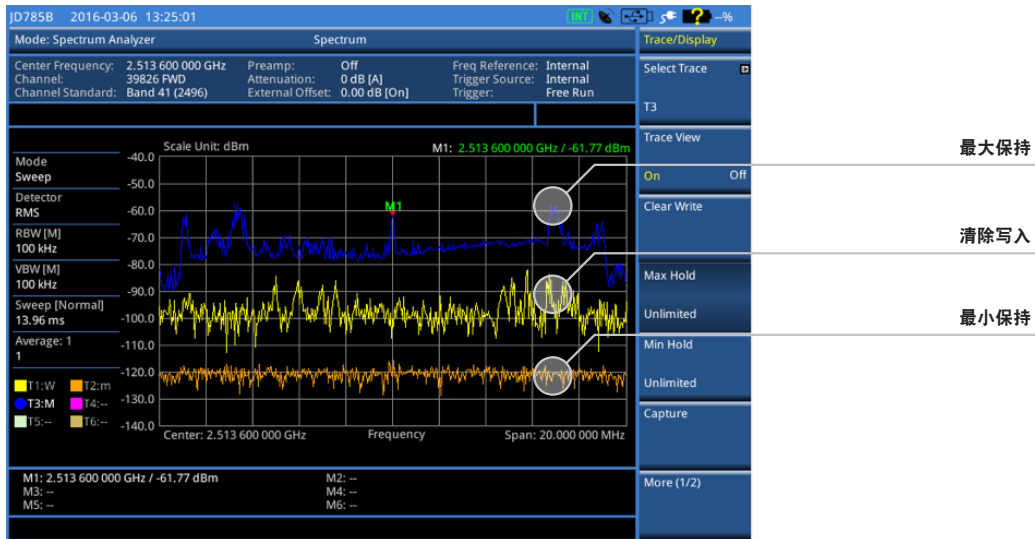 JD785B 2016-03-06 13:25:01 INT --%
Mode: Spectrum Analyzer Spectrum Trace/Display
Center Frequency: 2.513 600 000 GHz Preamp: Off Freq Reference: Internal
Channel: 39826 FWD Attenuation: 0 dB [A] Trigger Source: Internal
Channel Standard: Band 41 (2496) External Offset: 0.00 dB [On] Trigger: Free Run
Select Trace
T3
Trace View
On Off
Clear Write
Max Hold
Unlimited
Min Hold
Unlimited
Capture
More (1/2)
Scale Unit: dBm M1: 2.513 600 000 GHz / -61.77 dBm
Mode
Sweep
Detector
RMS
RBW [M]
100 kHz
VBW [M]
100 kHz
Sweep [Normal]
13.96 ms
Average: 1
1
T1:W T2:m
T3:M T4:--
T5:-- T6:--
-40.0
-50.0
-60.0
-70.0
-80.0
-90.0
-100.0
-110.0
-120.0
-130.0
-140.0
M1
Center: 2.513 600 000 GHz Frequency Span: 20.000 000 MHz
M1: 2.513 600 000 GHz / -61.77 dBm M2: --
M3: -- M4: --
M5: -- M6: --
最大保持
清除写入
最小保持